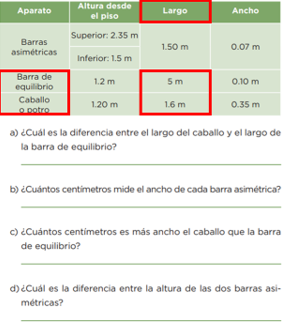 Aparato
Altura desde el piso
Largo
Ancho
Barras asimétricas
Superior: 2.35 m
Inferior: 1.5 m
1.50 m
0.07 m
Barra de equilibrio
1.2 m
5 m
0.10 m
Caballo o potro
1.20 m
1.6 m
0.35 m
a) ¿Cuál es la diferencia entre el largo del caballo y el largo de
la barra de equilibrio?
b) ¿Cuántos centímetros mide el ancho de cada barra asimétrica?
c) ¿Cuántos centímetros es más ancho el caballo que la barra
de equilibrio?
d) ¿Cuál es la diferencia entre la altura de las dos barras asi-
métricas?